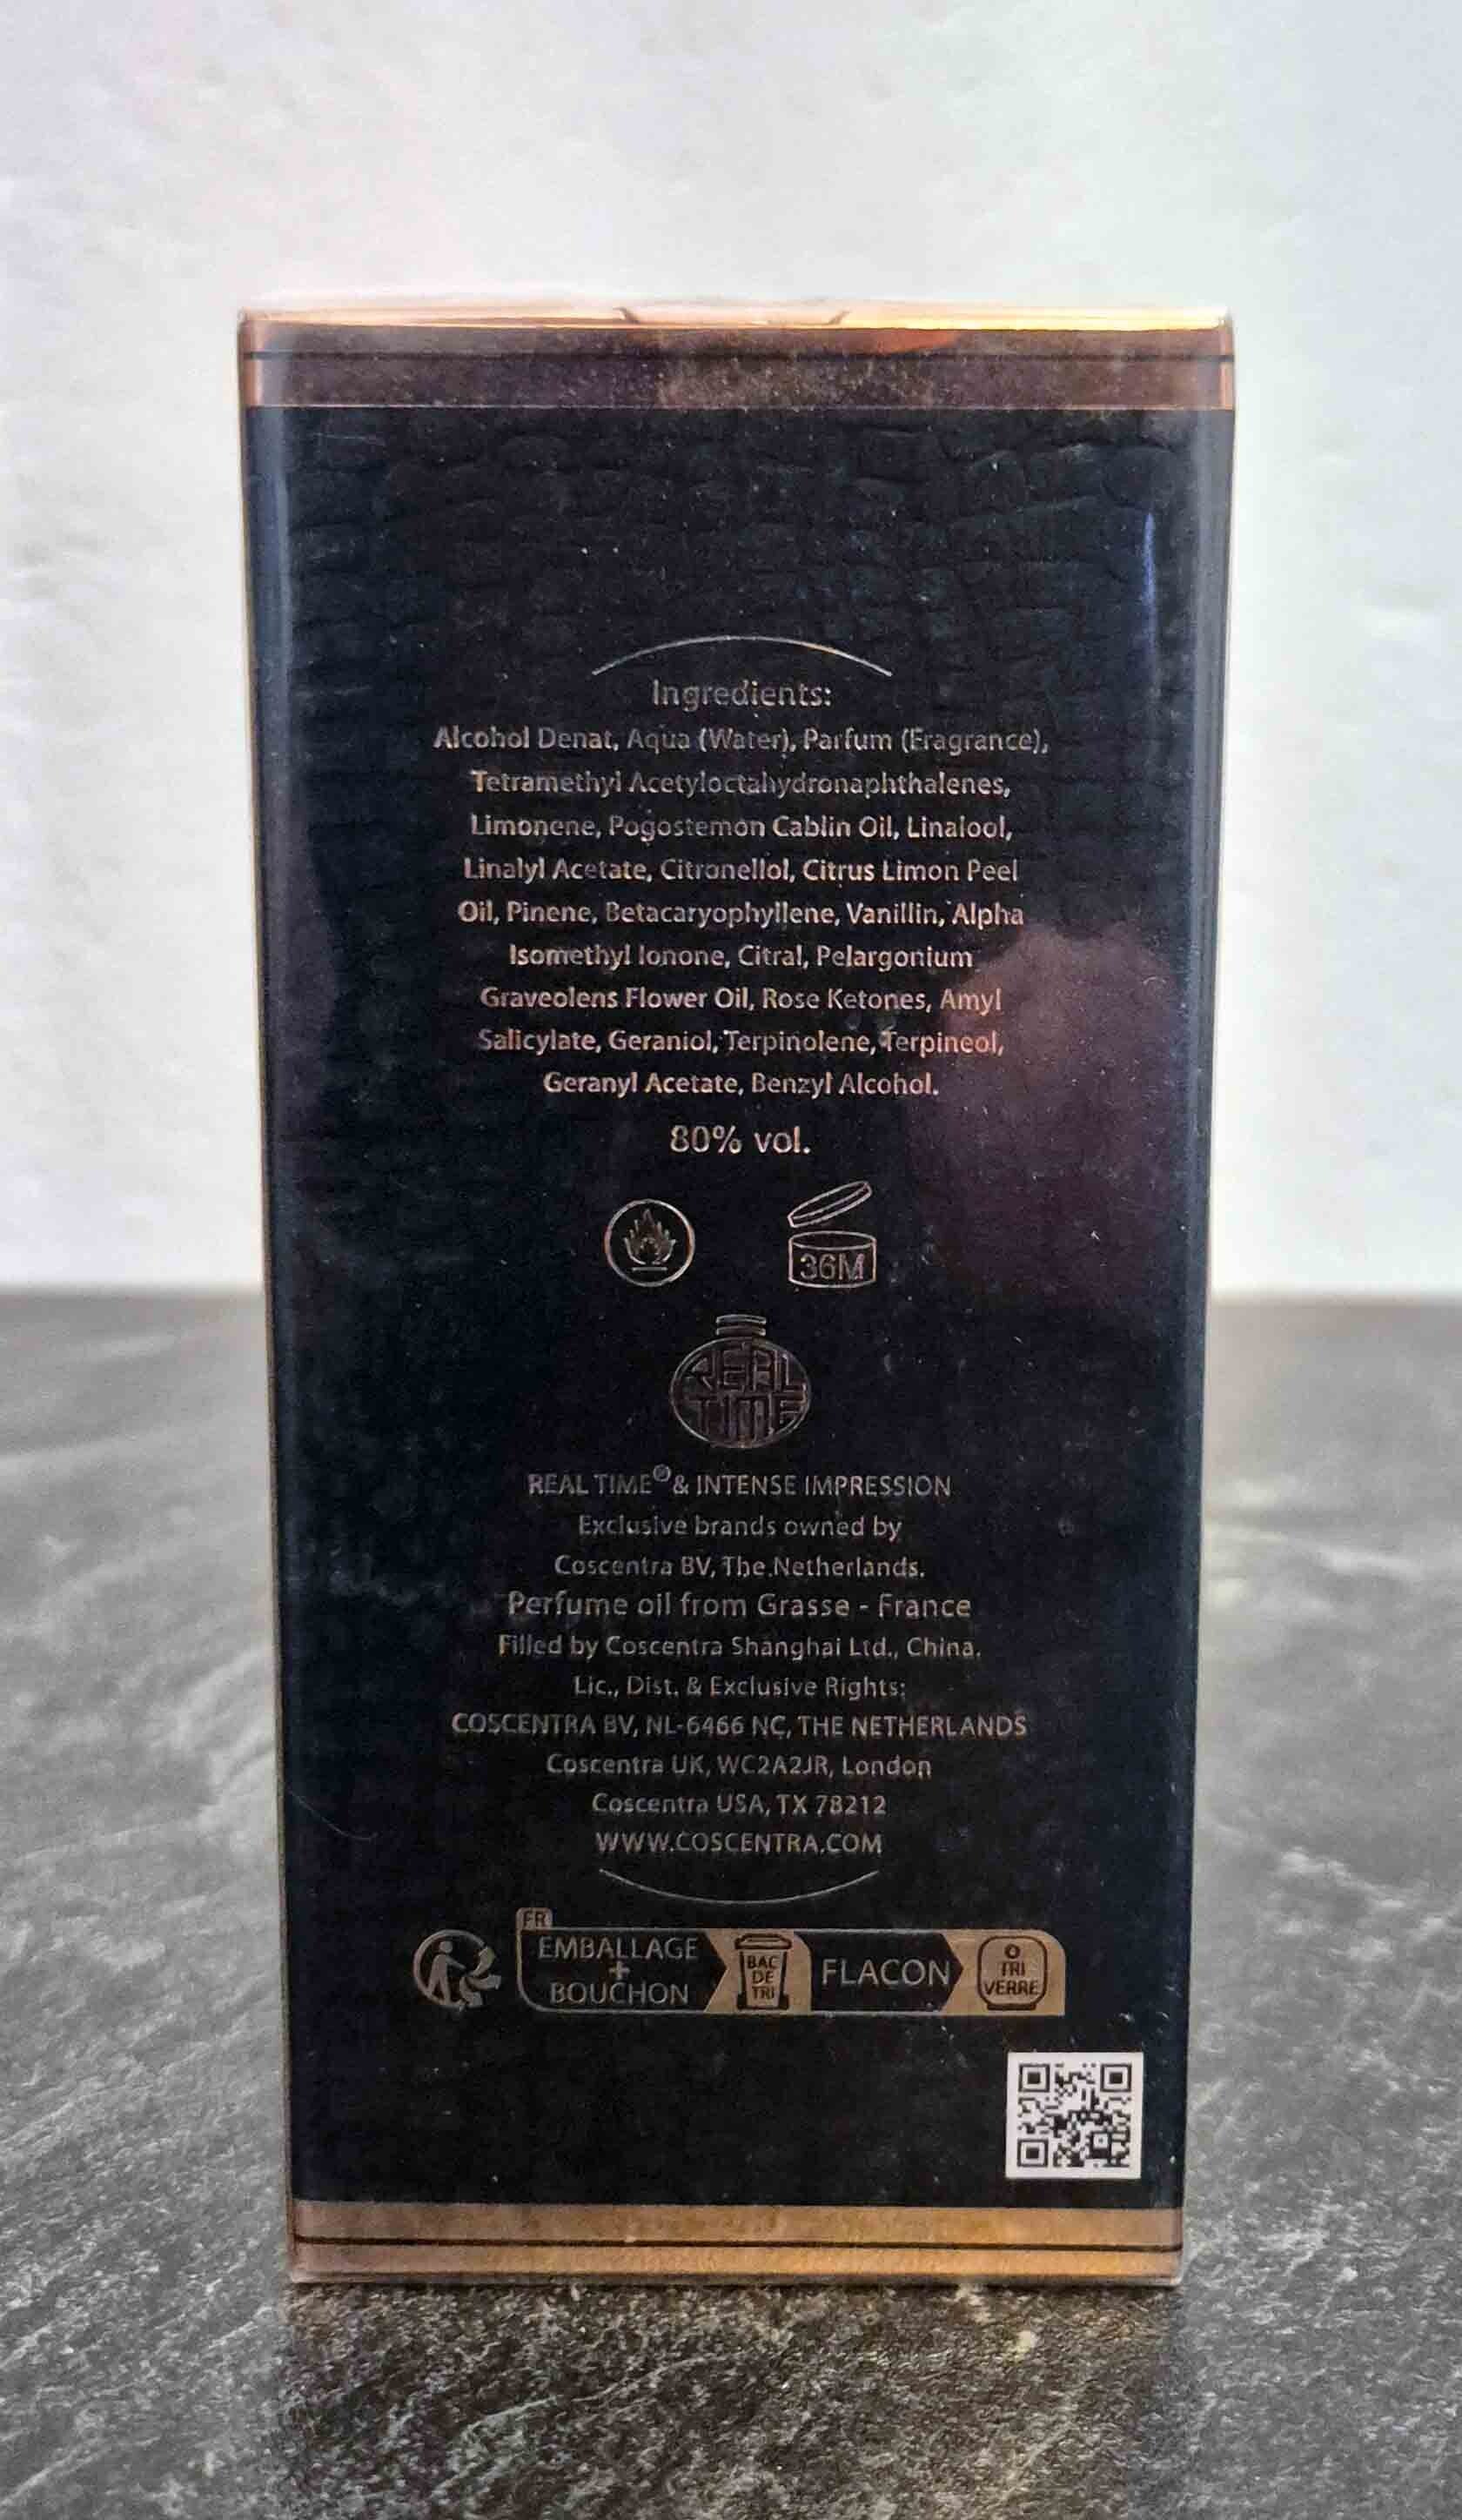 Ingredients:
Alcohol Denat, Aqua (Water), Parfum (Fragrance),
Tetramethyl Acetyloctahydronaphthalenes,
Limonene, Pogostemon Cablin Oil, Linalool,
Linalyl Acetate, Citronellol, Citrus Limon Peel
Oil, Pinene, Betacaryophyllene, Vanillin, Alpha
Isomethyl Ionone, Citral, Pelargonium
Graveolens Flower Oil, Rose Ketones, Amyl
Salicylate, Geraniol, Terpinolene, Terpineol,
Geranyl Acetate, Benzyl Alcohol.
80% vol.
36M
REAL
TIME
REAL TIME® & INTENSE IMPRESSION
Exclusive brands owned by
Coscentra BV, The Netherlands.
Perfume oil from Grasse - France
Filled by Coscentra Shanghai Ltd., China.
Lic., Dist. & Exclusive Rights:
COSCENTRA BV, NL-6466 NC, THE NETHERLANDS
Coscentra UK, WC2A2JR, London
Coscentra USA, TX 78212
WWW.COSCENTRA.COM
FR
EMBALLAGE
+
BOUCHON
BAC
DE
TRI
FLACON
TRI
VERRE